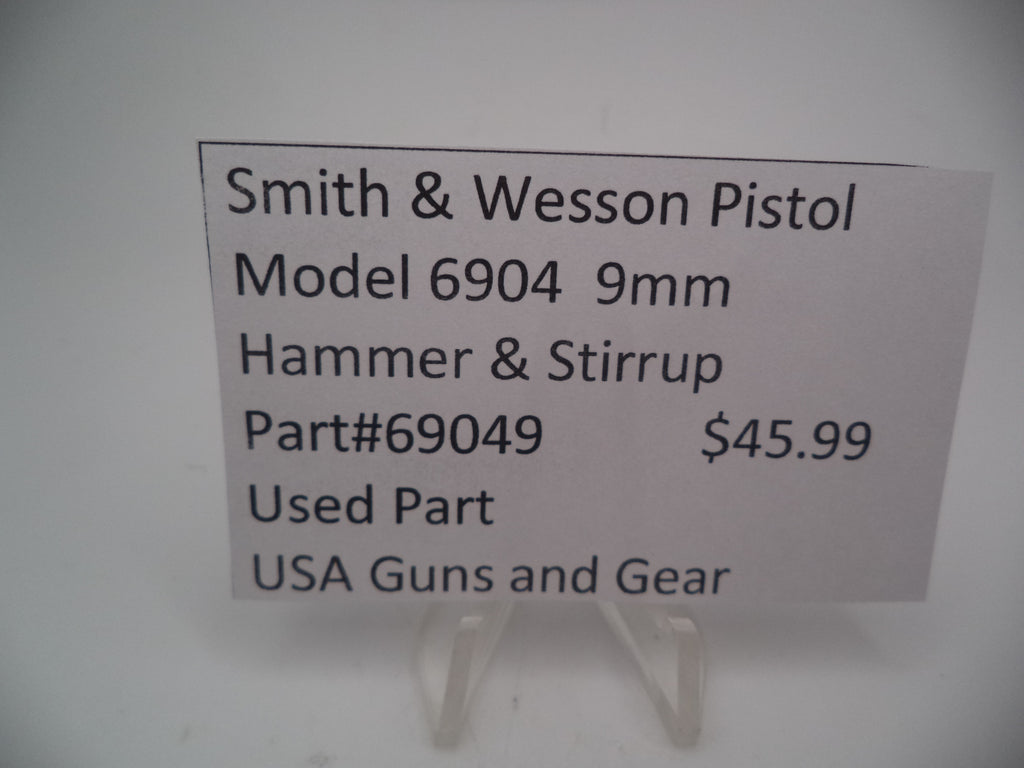 Smith & Wesson Pistol
Model 6904 9mm
Hammer & Stirrup
Part#69049 $45.99
Used Part
USA Guns and Gear